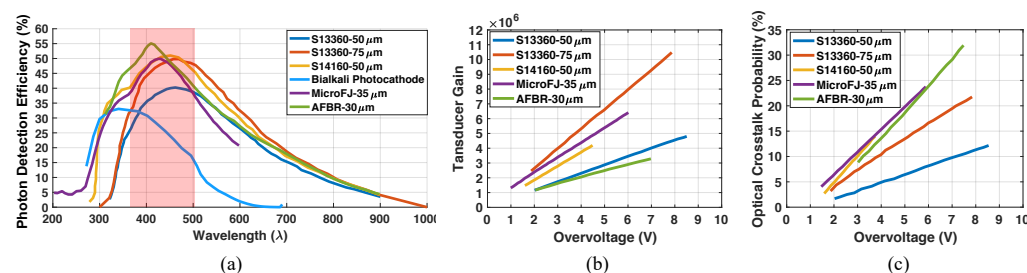 Photon Detection Efficiency (%)
60
55
50
45
40
35
30
25
20
15
10
5
0
S13360-50 μm
S13360-75 μm
S14160-50 μm
Bialkali Photocathode
MicroFJ-35 μm
AFBR-30μm
200 300 400 500 600 700 800 900 1000
Wavelength (λ)
(a)
Tansducer Gain
× 10⁶
12
11
10
9
8
7
6
5
4
3
2
1
0
S13360-50 μm
S13360-75 μm
S14160-50 μm
MicroFJ-35 μm
AFBR-30μm
0 1 2 3 4 5 6 7 8 9 10
Overvoltage (V)
(b)
Optical Crosstalk Probability (%)
35
30
25
20
15
10
5
0
S13360-50 μm
S13360-75 μm
S14160-50 μm
MicroFJ-35 μm
AFBR-30μm
0 1 2 3 4 5 6 7 8 9 10
Overvoltage (V)
(c)